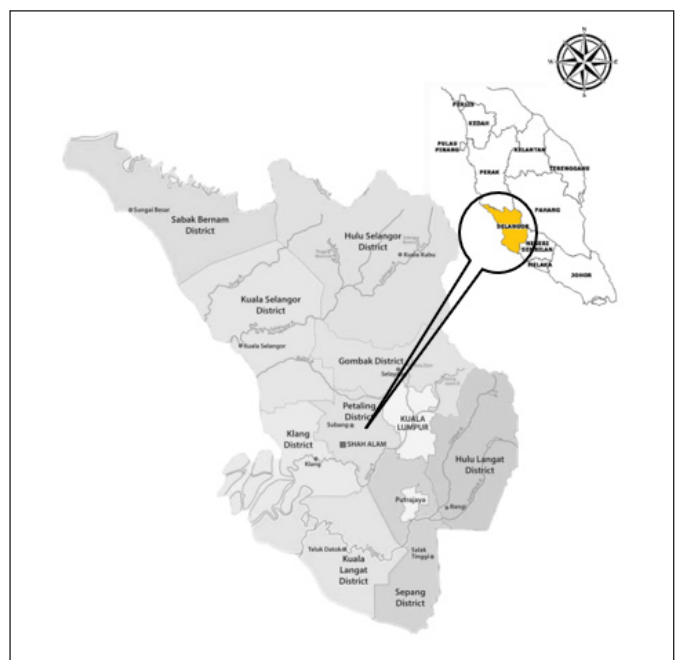 N
W
E
S
PERLIS
KEDAH
PULAU
PINANG
KELANTAN
TERENGGANU
PERAK
PAHANG
SELANGOR
NEGERI
SEMBILAN
MELAKA
JOHOR
Sungai Besar
Sabak Bernam
District
Hulu Selangor
District
Kuala Kubu
Kuala Selangor
District
Kuala Selangor
Gombak District
Petaling
District
Subang
KUALA
LUMPUR
Klang
District
SHAH ALAM
Klang
Hulu Langat
District
Putrajaya
Bangi
Teluk Datok
Kuala
Langat
District
Salak
Tinggi
Sepang
District